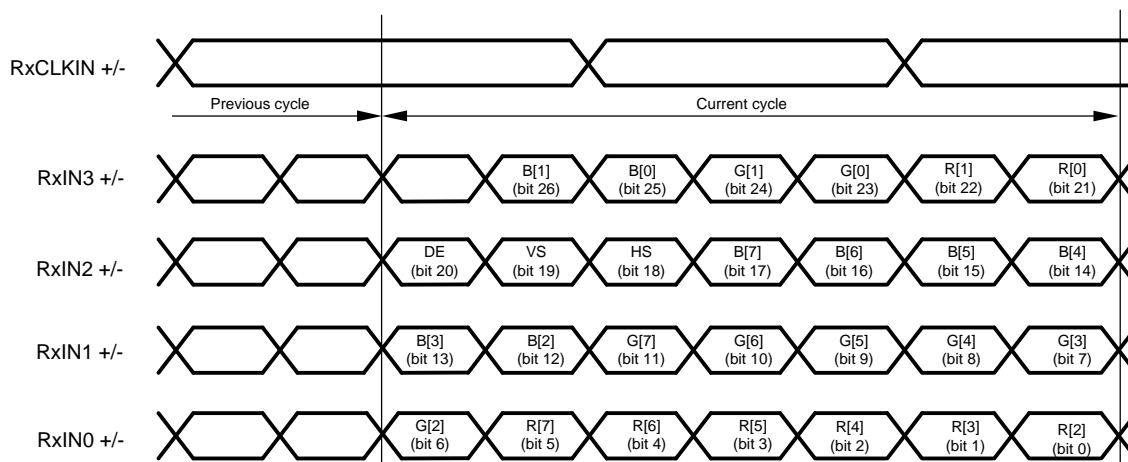 RxCLKIN +/-
Previous cycle Current cycle
RxIN3 +/- B[1] B[0] G[1] G[0] R[1] R[0]
(bit 26) (bit 25) (bit 24) (bit 23) (bit 22) (bit 21)
RxIN2 +/- DE VS HS B[7] B[6] B[5] B[4]
(bit 20) (bit 19) (bit 18) (bit 17) (bit 16) (bit 15) (bit 14)
RxIN1 +/- B[3] B[2] G[7] G[6] G[5] G[4] G[3]
(bit 13) (bit 12) (bit 11) (bit 10) (bit 9) (bit 8) (bit 7)
RxIN0 +/- G[2] R[7] R[6] R[5] R[4] R[3] R[2]
(bit 6) (bit 5) (bit 4) (bit 3) (bit 2) (bit 1) (bit 0)